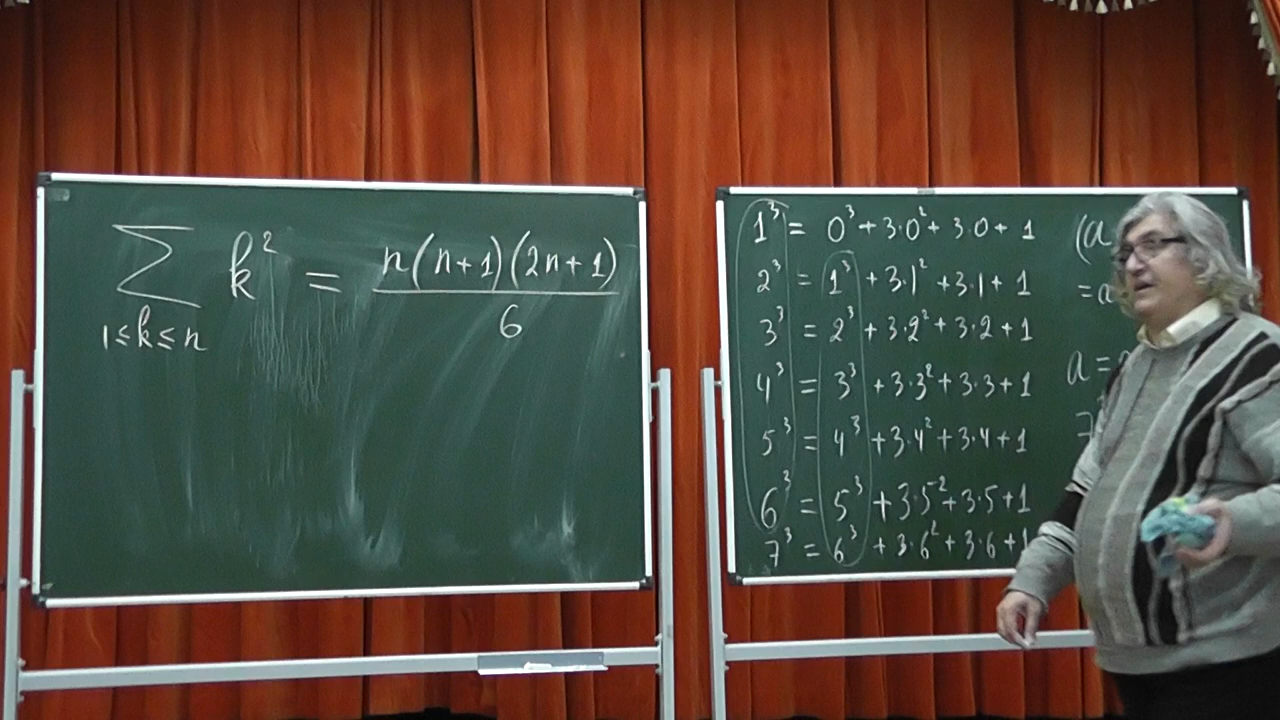 ∑ k² = n(n+1)(2n+1)
1≤k≤n 6
1³ = 0³ + 3·0² + 3·0 + 1 (a
2³ = 1³ + 3·1² + 3·1 + 1 =a
3³ = 2³ + 3·2² + 3·2 + 1
4³ = 3³ + 3·3² + 3·3 + 1 a=
5³ = 4³ + 3·4² + 3·4 + 1 7
6³ = 5³ + 3·5² + 3·5 + 1
7³ = 6³ + 3·6² + 3·6 + 1